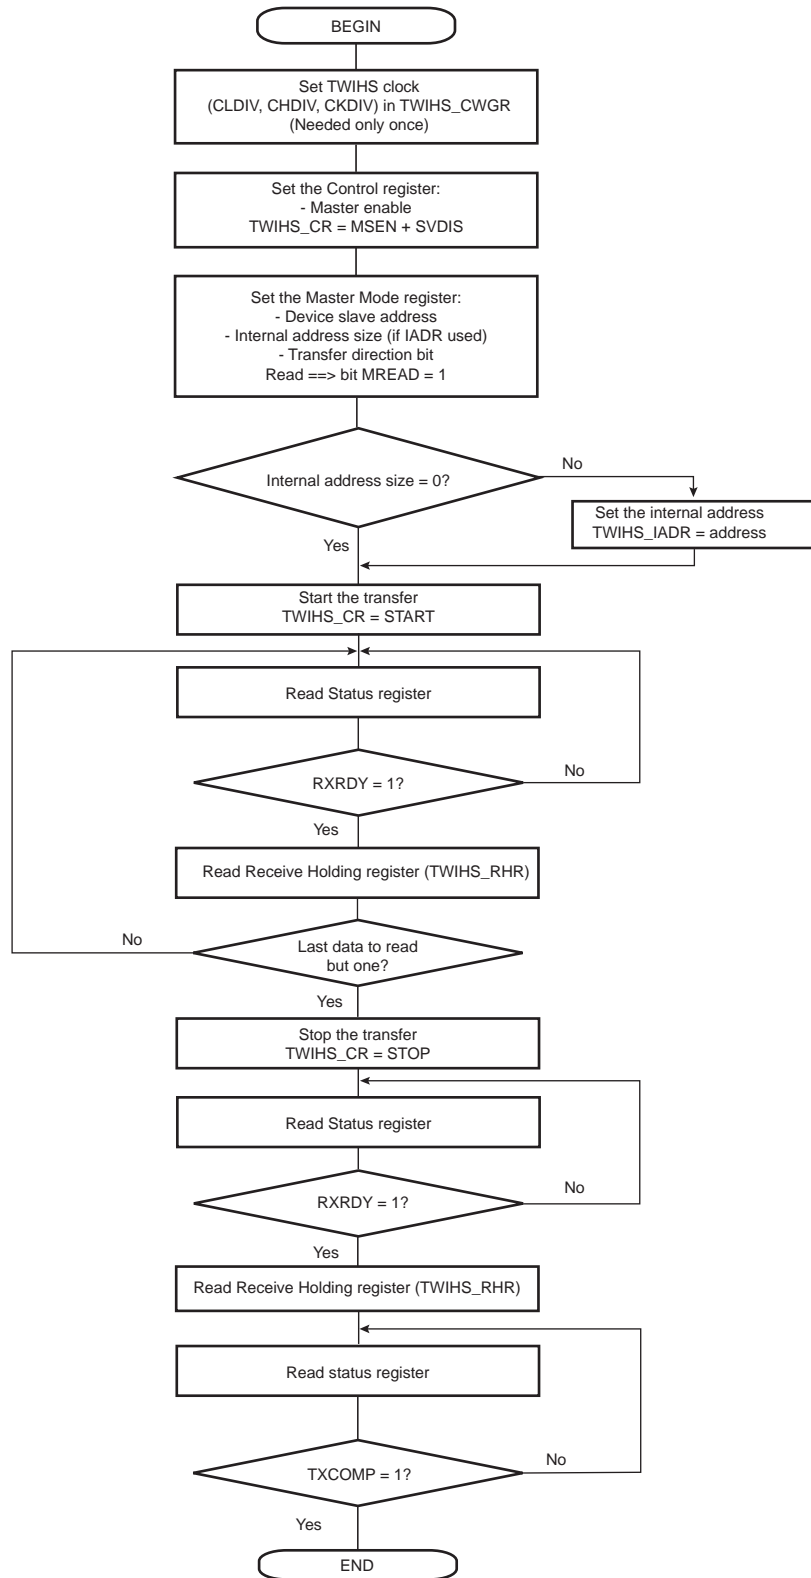 BEGIN
Set TWIHS clock
(CLDIV, CHDIV, CKDIV) in TWIHS_CWGR
(Needed only once)
Set the Control register:
- Master enable
TWIHS_CR = MSEN + SVDIS
Set the Master Mode register:
- Device slave address
- Internal address size (if IADR used)
- Transfer direction bit
Read ==> bit MREAD = 1
Internal address size = 0?
No
Set the internal address
TWIHS_IADR = address
Yes
Start the transfer
TWIHS_CR = START
Read Status register
RXRDY = 1?
No
Yes
Read Receive Holding register (TWIHS_RHR)
No
Last data to read
but one?
Yes
Stop the transfer
TWIHS_CR = STOP
Read Status register
RXRDY = 1?
No
Yes
Read Receive Holding register (TWIHS_RHR)
Read status register
TXCOMP = 1?
No
Yes
END